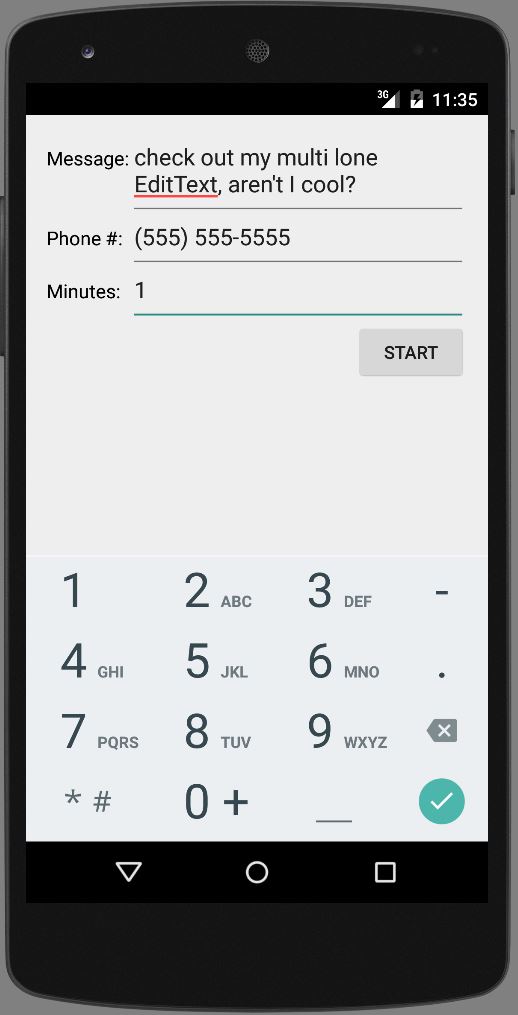 3G 11:35
Message: check out my multi lone
EditText, aren't I cool?
Phone #: (555) 555-5555
Minutes: 1
START
1 2 ABC 3 DEF -
4 GHI 5 JKL 6 MNO .
7 PQRS 8 TUV 9 WXYZ
* # 0 + _